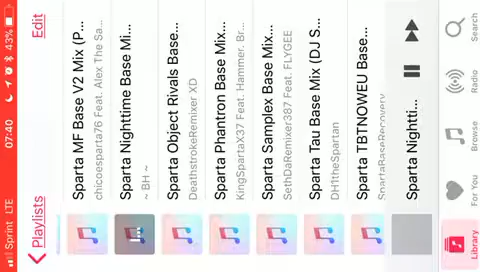 Sprint LTE 07:40 43%
Playlists Edit
Sparta MF Base V2 Mix (P...
chicoesparta76 Feat. Alex The Sa...
Sparta Nighttime Base Mi...
~ BH ~
Sparta Object Rivals Base...
DeathstrokeRemixer XD
Sparta Phantron Base Mix...
KingSpartaX37 Feat. Hammer. Br...
Sparta Samplex Base Mix...
SethDaRemixer387 Feat. FLYGEE
Sparta Tau Base Mix (DJ S...
DH1theSpartan
Sparta TBTNOWEU Base...
SpartaBaseRecovery
Sparta Nightti...
Library For You Browse Radio Search